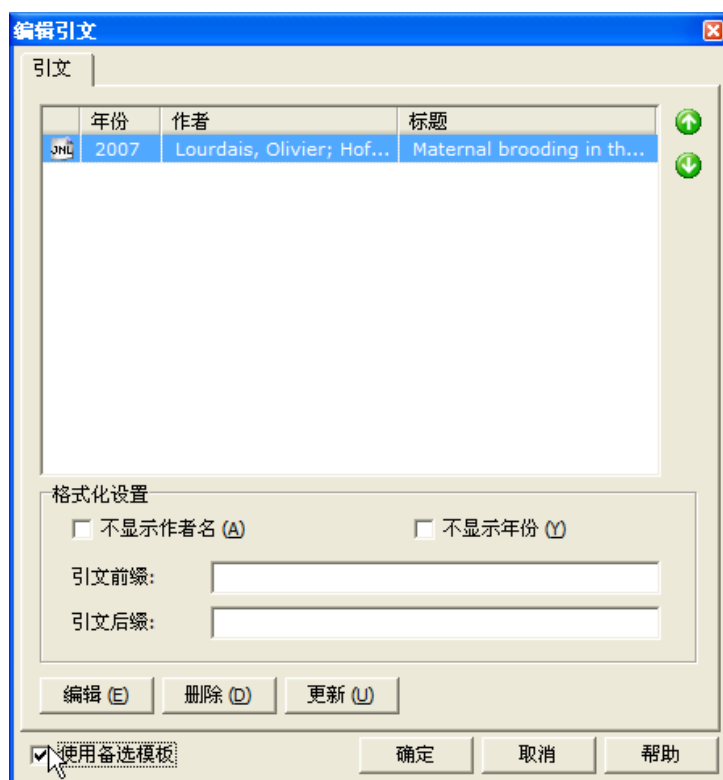 编辑引文
引文
年份 作者 标题
JNL 2007 Lourdais, Olivier; Hof... Maternal brooding in th...
格式化设置
不显示作者名 (A) 不显示年份 (Y)
引文前缀:
引文后缀:
编辑 (E) 删除 (D) 更新 (U)
使用备选模板 确定 取消 帮助